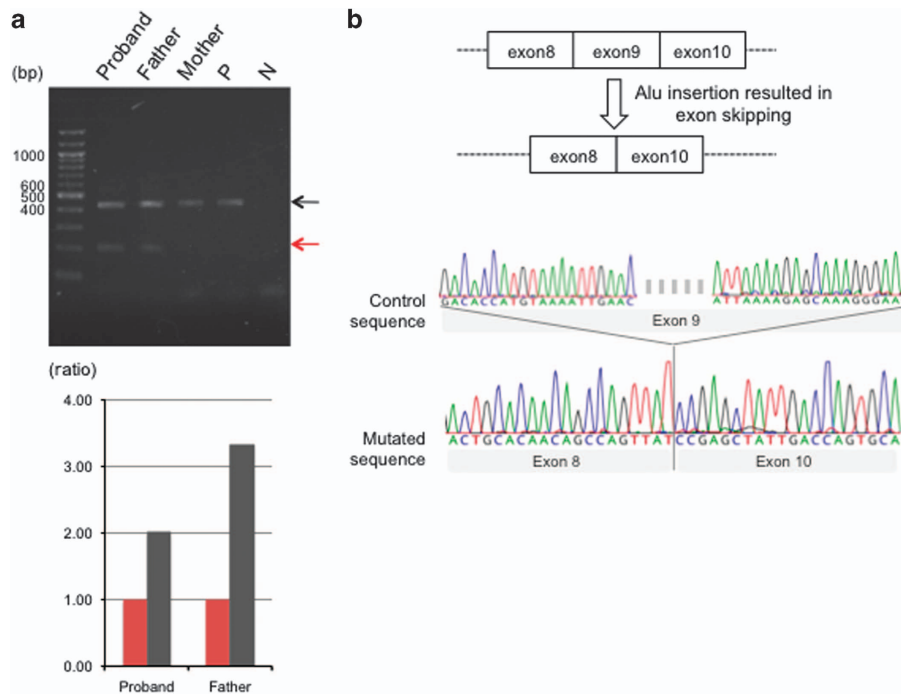 a
(bp)
Proband
Father
Mother
P
N
1000
600
500
400
(ratio)
4.00
3.00
2.00
1.00
0.00
Proband
Father
b
exon8 exon9 exon10
Alu insertion resulted in
exon skipping
exon8 exon10
Control
sequence
GACACCATGTAAAATTGAAC
ATTAAAAGAGCAAAGGGAA
Exon 9
Mutated
sequence
ACTGCACAACAGCCAGTTATCCGAGCTATTGACCAGTGCA
Exon 8
Exon 10